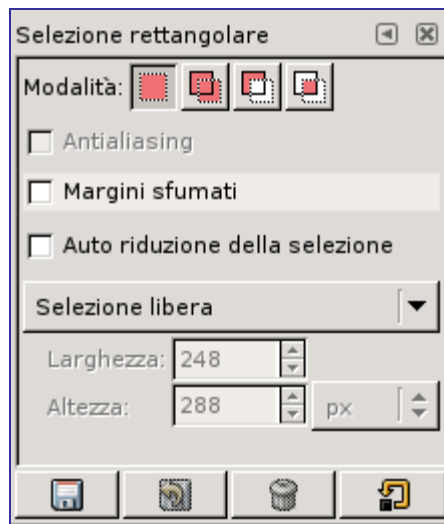 Selezione rettangolare
Modalità:
Antialiasing
Margini sfumati
Auto riduzione della selezione
Selezione libera
Larghezza: 248
Altezza: 288 px